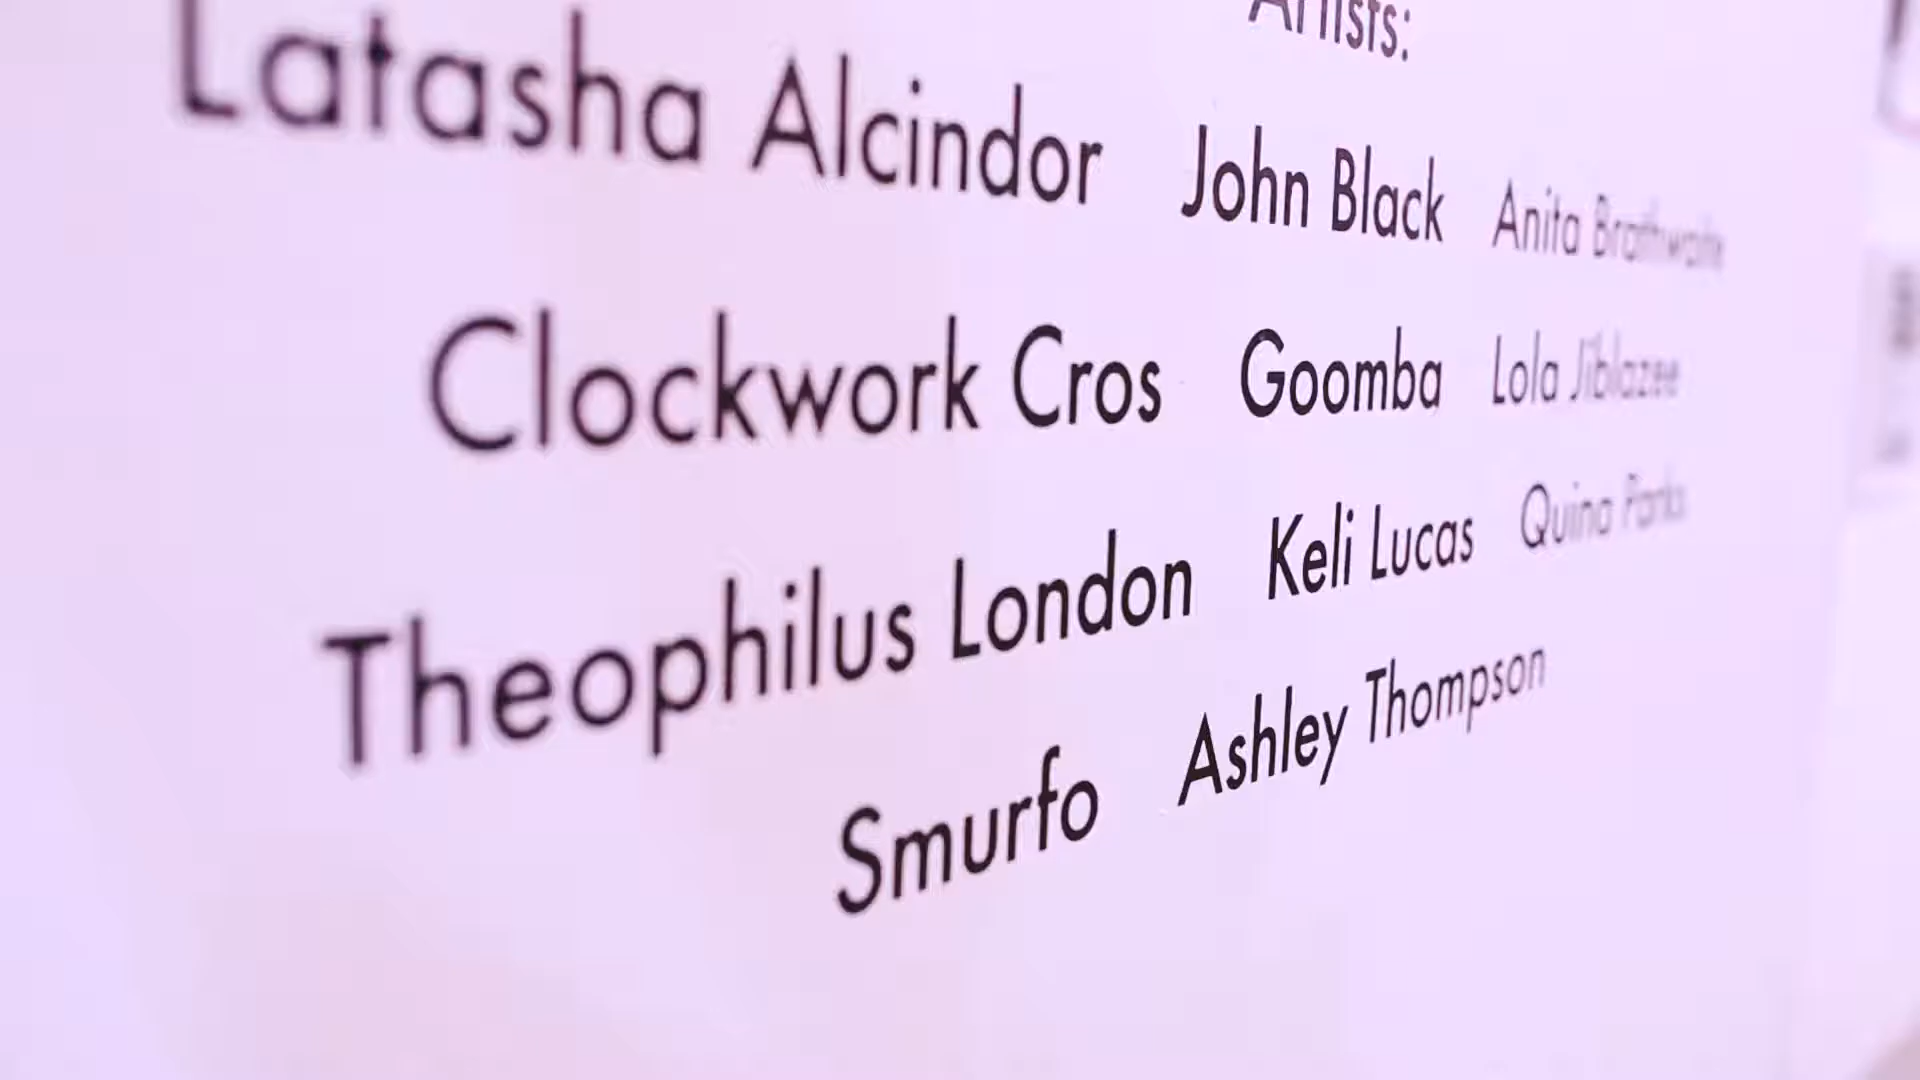 Artists:
Latasha Alcindor John Black Anita Brathwaite
Clockwork Cros Goomba Lola Jiblazee
Theophilus London Keli Lucas Quina Parks
Smurfo Ashley Thompson